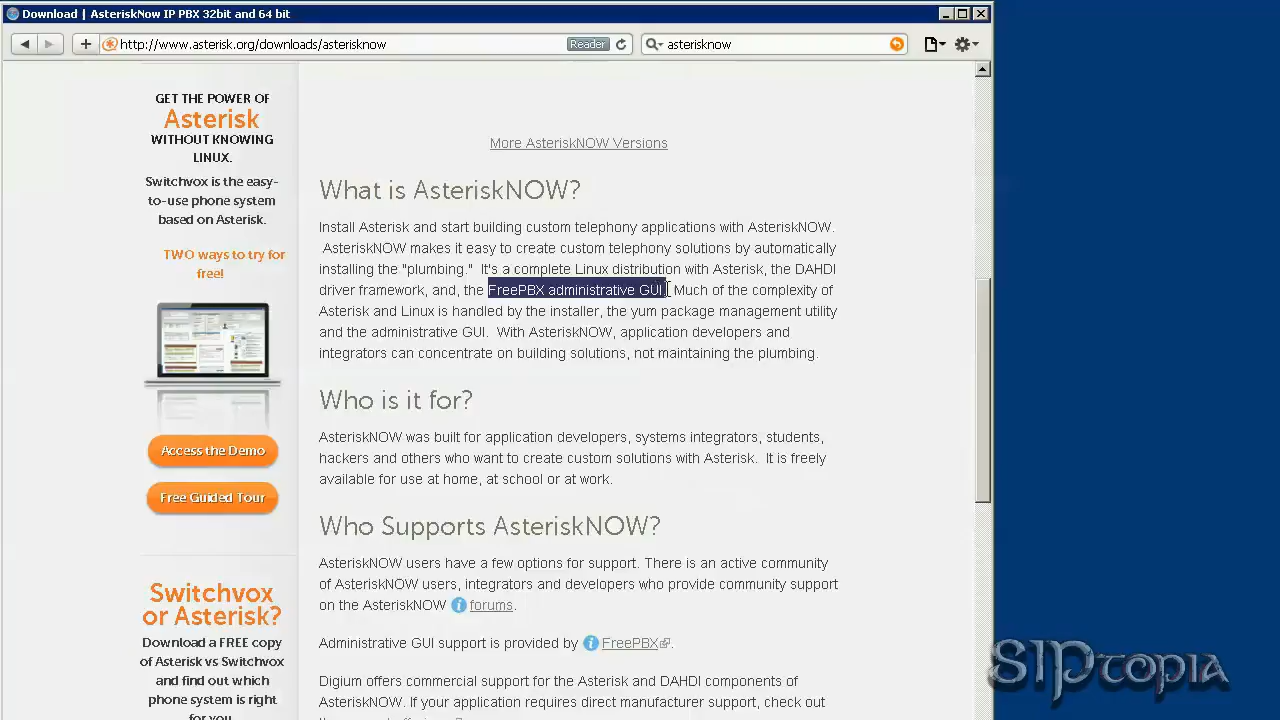 Download | AsteriskNow IP PBX 32bit and 64 bit
http://www.asterisk.org/downloads/asterisknow
Reader
asterisknow
GET THE POWER OF
Asterisk
WITHOUT KNOWING
LINUX.
Switchvox is the easy-
to-use phone system
based on Asterisk.
TWO ways to try for
free!
Access the Demo
Free Guided Tour
Switchvox
or Asterisk?
Download a FREE copy
of Asterisk vs Switchvox
and find out which
phone system is right
for you.
More AsteriskNOW Versions
What is AsteriskNOW?
Install Asterisk and start building custom telephony applications with AsteriskNOW.
AsteriskNOW makes it easy to create custom telephony solutions by automatically
installing the "plumbing." It's a complete Linux distribution with Asterisk, the DAHDI
driver framework, and, the FreePBX administrative GUI. Much of the complexity of
Asterisk and Linux is handled by the installer, the yum package management utility
and the administrative GUI. With AsteriskNOW, application developers and
integrators can concentrate on building solutions, not maintaining the plumbing.
Who is it for?
AsteriskNOW was built for application developers, systems integrators, students,
hackers and others who want to create custom solutions with Asterisk. It is freely
available for use at home, at school or at work.
Who Supports AsteriskNOW?
AsteriskNOW users have a few options for support. There is an active community
of AsteriskNOW users, integrators and developers who provide community support
on the AsteriskNOW forums.
Administrative GUI support is provided by FreePBX.
Digium offers commercial support for the Asterisk and DAHDI components of
AsteriskNOW. If your application requires direct manufacturer support, check out
SIPtopia